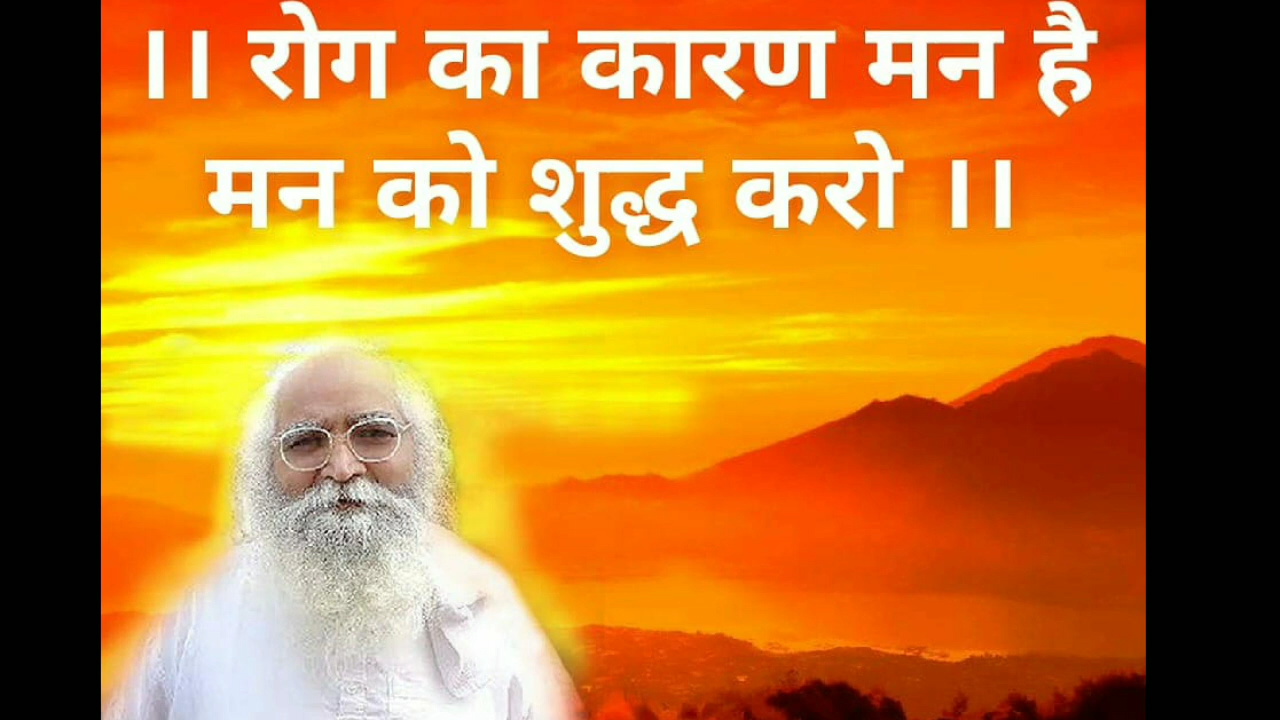 ।। रोग का कारण मन है
मन को शुद्ध करो ।।